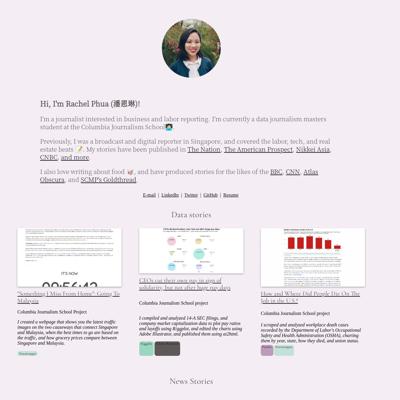 Hi, I'm Rachel Phua (潘恩琳)!
I'm a journalist interested in business and labor reporting. I'm currently a data journalism masters
student at the Columbia Journalism School
Previously, I was a broadcast and digital reporter in Singapore, and covered the labor, tech, and real
estate beats. My stories have been published in The Nation, The American Prospect, Nikkei Asia,
CNBC, and more.
I also love writing about food, and have produced stories for the likes of the BBC, CNN, Atlas
Obscura, and SCMP's Goldthread.
E-mail | LinkedIn | Twitter | GitHub | Resume
Data stories
IT'S NOW
"Something I Miss From Home": Going To
Malaysia
Columbia Journalism School Project
I created a webpage that shows you the latest traffic
images on the two causeways that connect Singapore
and Malaysia, when the best times to go are based on
the traffic, and how grocery prices compare between
Singapore and Malaysia.
CEOs cut their own pay in sign of
solidarity, but not after huge pay days
Columbia Journalism School project
I compiled and analyzed 14-A SEC filings, and
company market capitalization data to plot pay ratios
and layoffs using R/ggplot, and edited the charts using
Adobe Illustrator, and published them using ai2html.
How and Where Did People Die On The
Job in the U.S?
Columbia Journalism School project
I scraped and analyzed workplace death cases
recorded by the Department of Labor's Occupational
Safety and Health Administration (OSHA), charting
them by year, state, how they died, and union status.
News Stories